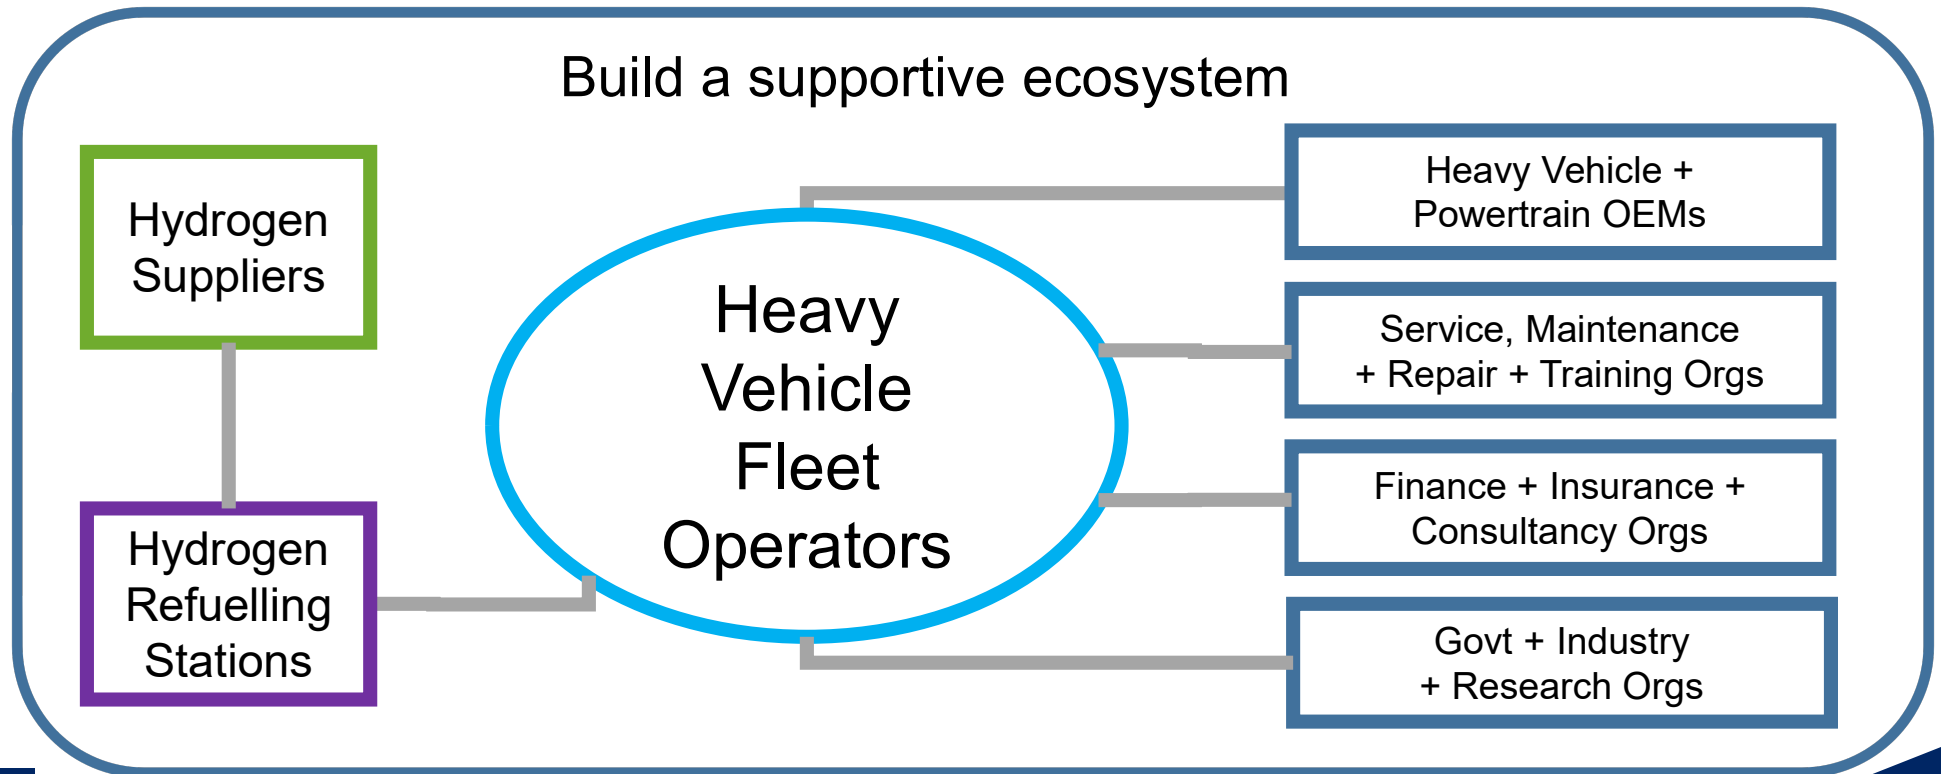 Build a supportive ecosystem
Hydrogen
Suppliers
Hydrogen
Refuelling
Stations
Heavy
Vehicle
Fleet
Operators
Heavy Vehicle +
Powertrain OEMs
Service, Maintenance
+ Repair + Training Orgs
Finance + Insurance +
Consultancy Orgs
Govt + Industry
+ Research Orgs